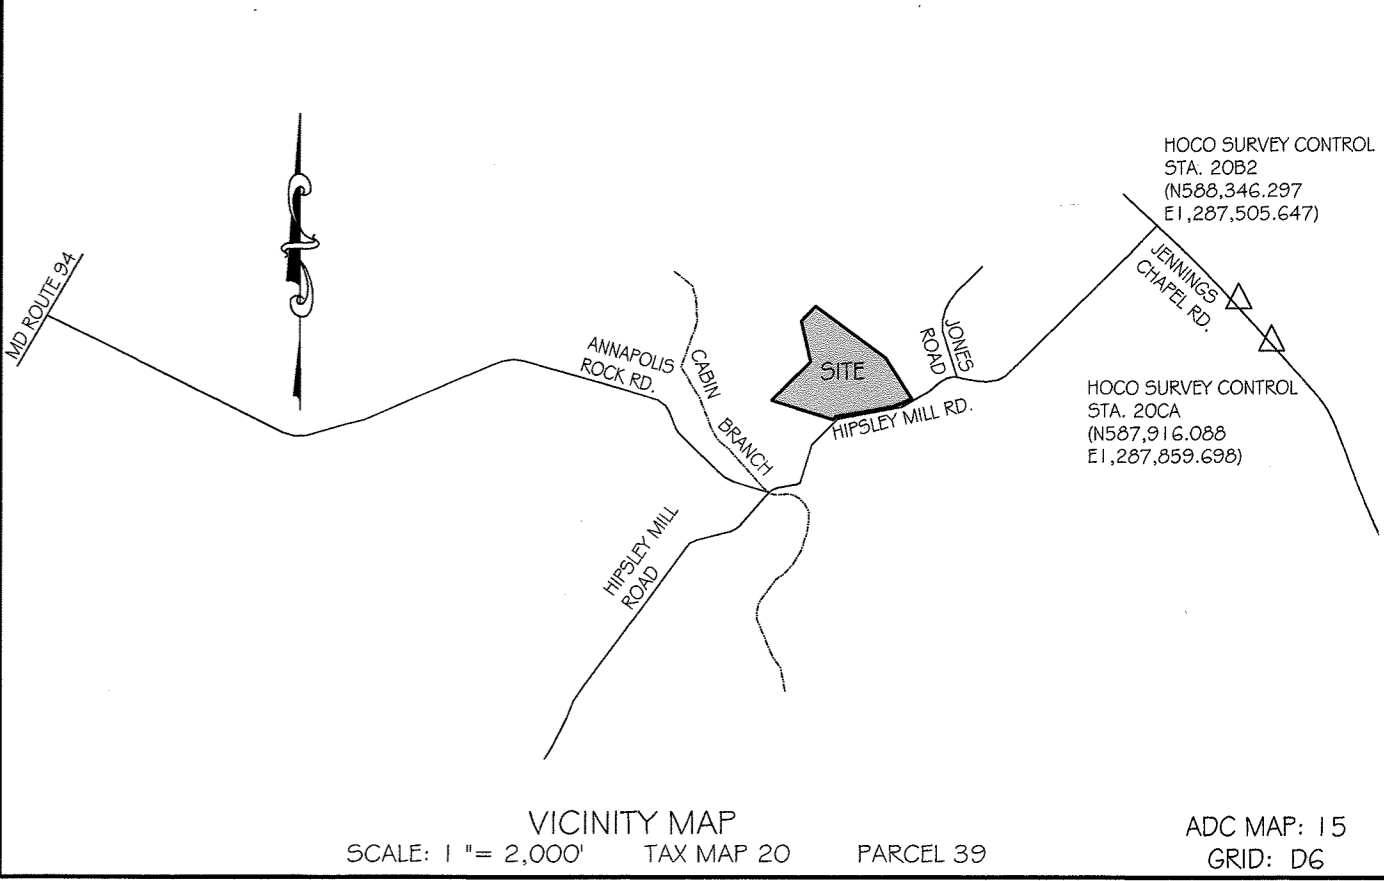 HOCO SURVEY CONTROL
STA. 20B2
(N588,346.297
E1,287,505.647)
MD ROUTE 94
JENNINGS
CHAPEL RD.
ANNAPOLIS
ROCK RD.
CABIN
BRANCH
SITE
JONES
ROAD
HIPSLEY MILL RD.
HOCO SURVEY CONTROL
STA. 20CA
(N587,916.088
E1,287,859.698)
HIPSLEY MILL
ROAD
VICINITY MAP
SCALE: 1 "= 2,000'
TAX MAP 20
PARCEL 39
ADC MAP: 15
GRID: D6